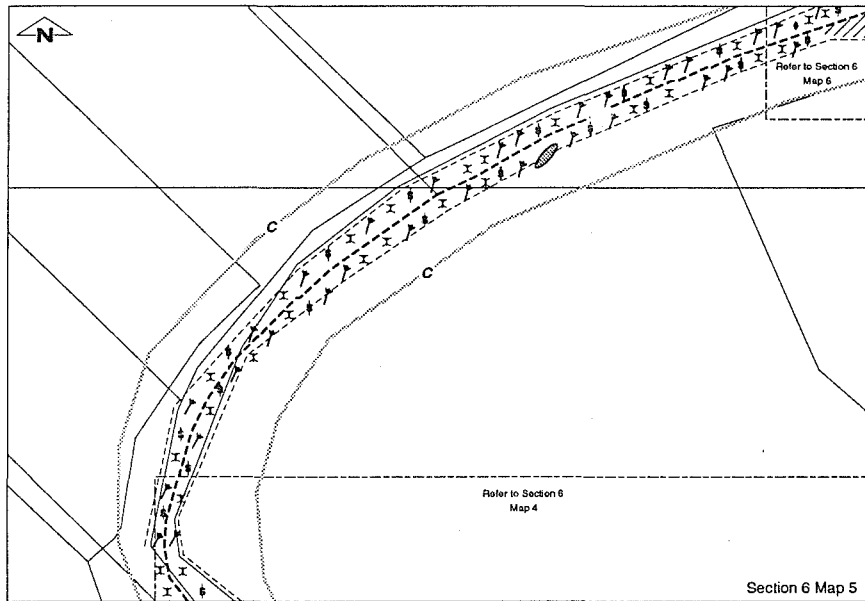 N
Refer to Section 6
Map 6
C
C
Refer to Section 6
Map 4
Section 6 Map 5